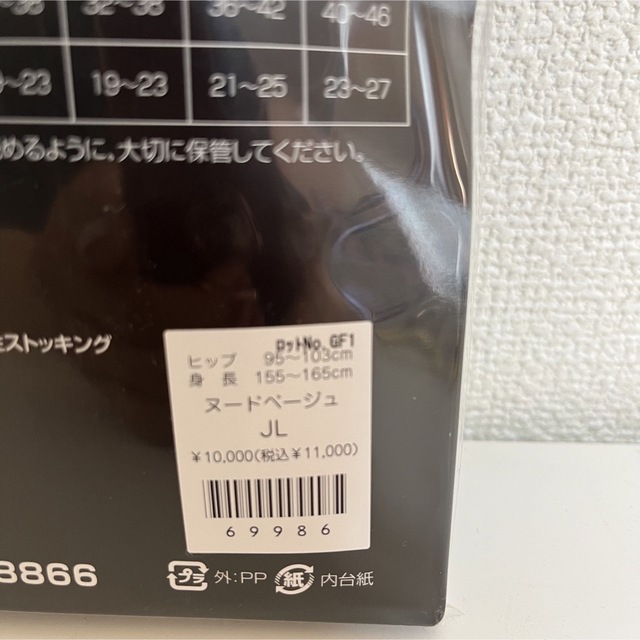 32~38 36~42 40~46
19~23 21~25 23~27
めるように、大切に保管してください。
ストッキング
ロットNo. GF1
ヒップ 95~103cm
身長 155~165cm
ヌードベージュ
JL
¥10,000(税込¥11,000)
69986
8866
プラ 外:PP 紙 内台紙